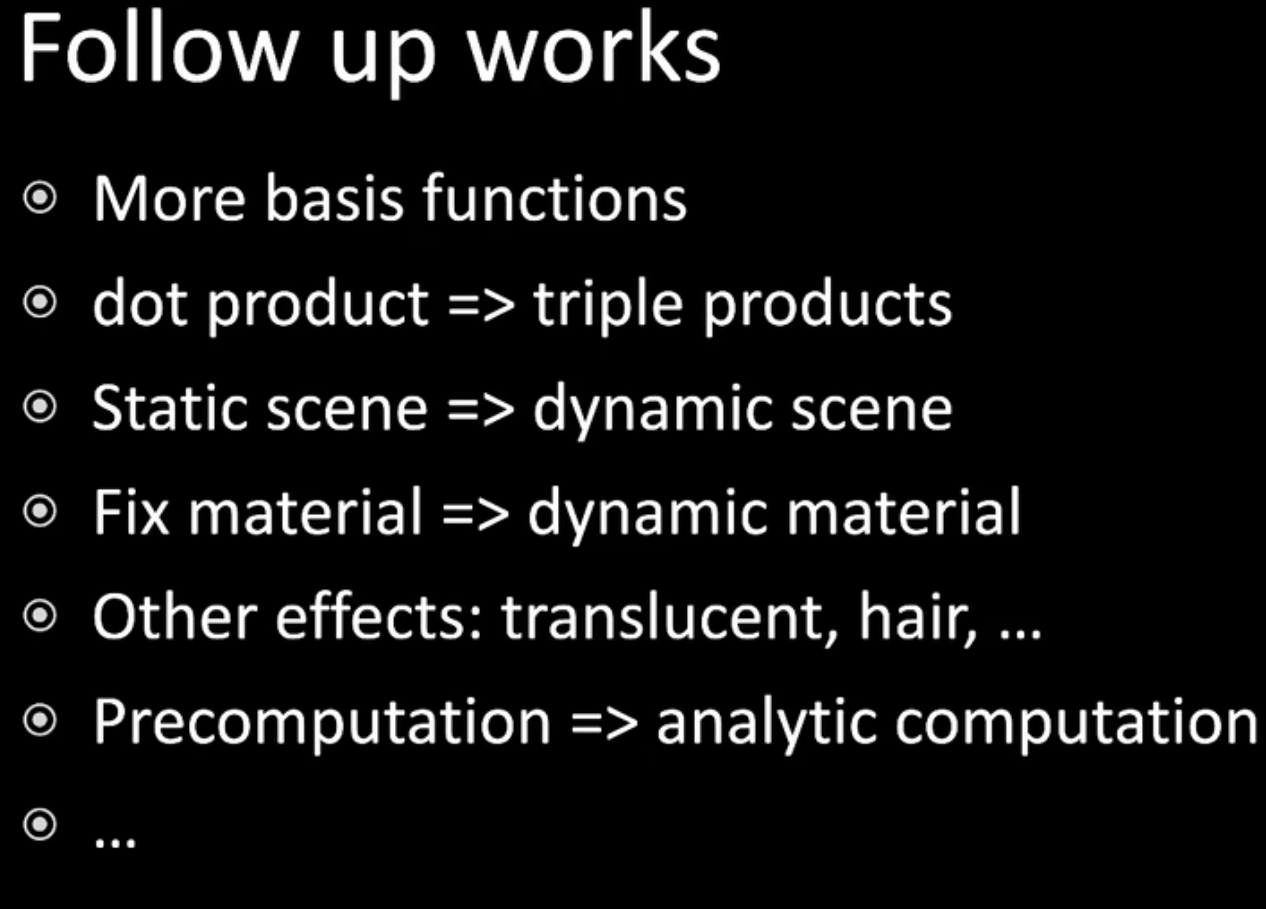 Follow up works
More basis functions
dot product => triple products
Static scene => dynamic scene
Fix material => dynamic material
Other effects: translucent, hair, ...
Precomputation => analytic computation
...